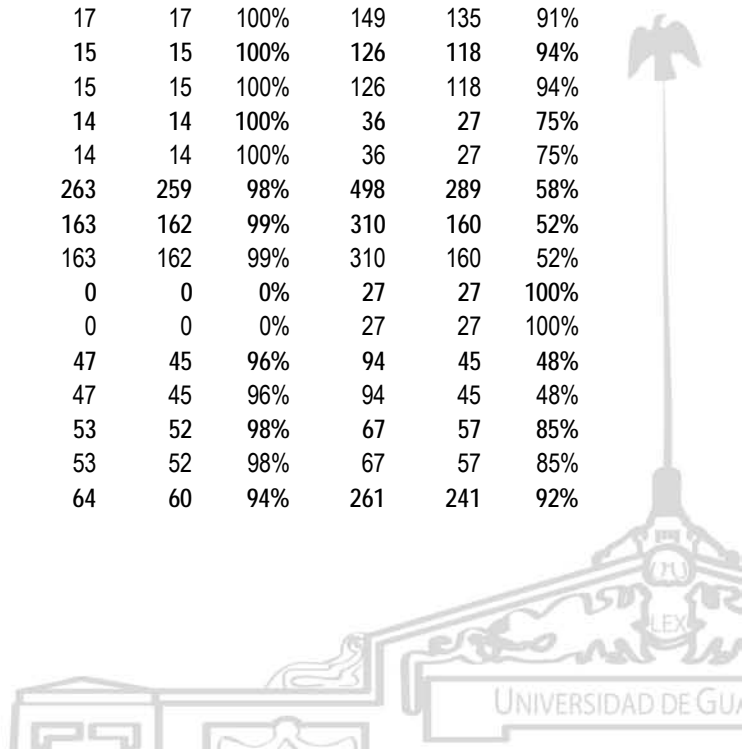 17 17 100% 149 135 91%
15 15 100% 126 118 94%
15 15 100% 126 118 94%
14 14 100% 36 27 75%
14 14 100% 36 27 75%
263 259 98% 498 289 58%
163 162 99% 310 160 52%
163 162 99% 310 160 52%
0 0 0% 27 27 100%
0 0 0% 27 27 100%
47 45 96% 94 45 48%
47 45 96% 94 45 48%
53 52 98% 67 57 85%
53 52 98% 67 57 85%
64 60 94% 261 241 92%
LEX
UNIVERSIDAD DE GUA